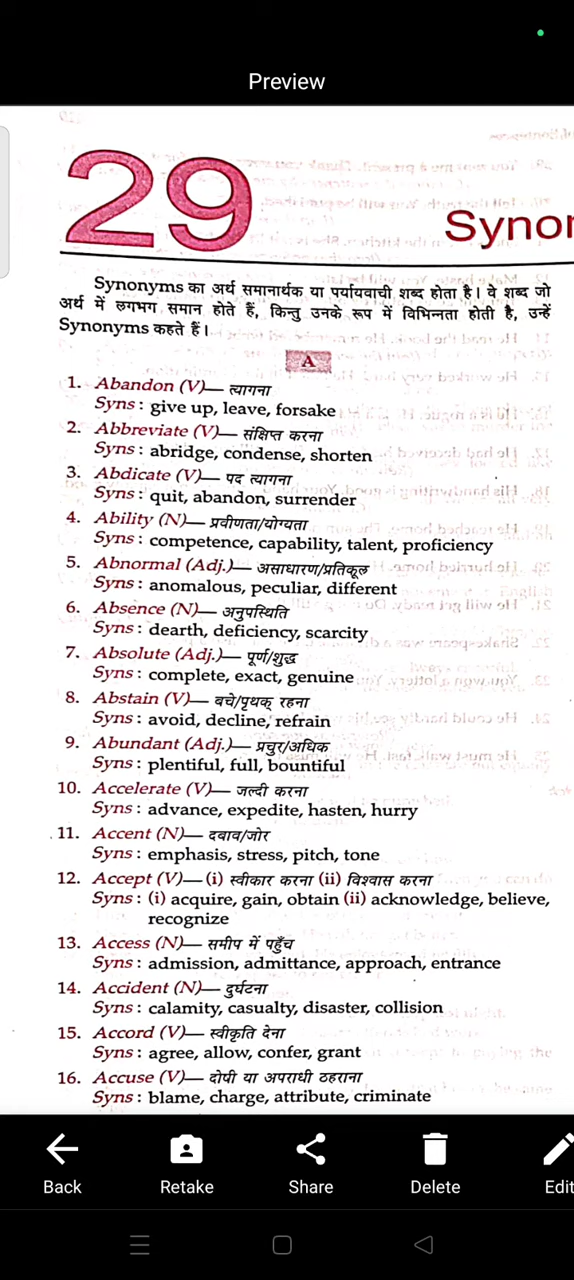 Preview
29
Synon
Synonyms का अर्थ समानार्थक या पर्यायवाची शब्द होता है। वे शब्द जो
अर्थ में लगभग समान होते हैं, किन्तु उनके रूप में विभिन्नता होती है, उन्हें
Synonyms कहते हैं।
A
1. Abandon (V)— त्यागना
Syns : give up, leave, forsake
2. Abbreviate (V)— संक्षिप्त करना
Syns : abridge, condense, shorten
3. Abdicate (V)— पद त्यागना
Syns : quit, abandon, surrender
4. Ability (N)— प्रवीणता/योग्यता
Syns : competence, capability, talent, proficiency
5. Abnormal (Adj.)— असाधारण/प्रतिकूल
Syns : anomalous, peculiar, different
6. Absence (N)— अनुपस्थिति
Syns : dearth, deficiency, scarcity
7. Absolute (Adj.)— पूर्ण/शुद्ध
Syns : complete, exact, genuine
8. Abstain (V)— बचे/पृथक् रहना
Syns : avoid, decline, refrain
9. Abundant (Adj.)— प्रचुर/अधिक
Syns : plentiful, full, bountiful
10. Accelerate (V)— जल्दी करना
Syns : advance, expedite, hasten, hurry
11. Accent (N)— दबाव/जोर
Syns : emphasis, stress, pitch, tone
12. Accept (V)—(i) स्वीकार करना (ii) विश्वास करना
Syns : (i) acquire, gain, obtain (ii) acknowledge, believe,
recognize
13. Access (N)— समीप में पहुँच
Syns : admission, admittance, approach, entrance
14. Accident (N)— दुर्घटना
Syns : calamity, casualty, disaster, collision
15. Accord (V)— स्वीकृति देना
Syns : agree, allow, confer, grant
16. Accuse (V)— दोषी या अपराधी ठहराना
Syns : blame, charge, attribute, criminate
Back Retake Share Delete Edit